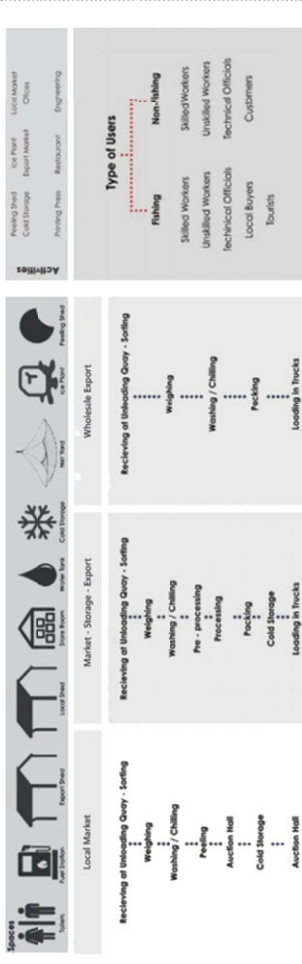 Spaces
Toilets
Fuel Station
Export Shed
Local Shed
Store Room
Water Tank
Cold Storage
Net Yard
Ice Plant
Peeling Shed
Local Market
Recieving at Unloading Quay - Sorting
Weighing
Washing / Chilling
Peeling
Auction Hall
Cold Storage
Auction Hall
Market - Storage - Export
Recieving at Unloading Quay - Sorting
Weighing
Washing / Chilling
Pre - processing
Processing
Packing
Cold Storage
Loading in Trucks
Wholesale Export
Recieving at Unloading Quay - Sorting
Weighing
Washing / Chilling
Packing
Loading in Trucks
Activities
Peeling Shed Ice Plant Local Market
Cold Storage Export Market Offices
Printing Press Restaurant Engineering
Type of Users
Fishing
Skilled Workers
Unskilled Workers
Techinical Officials
Local Buyers
Tourists
Non-fishing
Skilled Workers
Unskilled Workers
Technical Officials
Customers